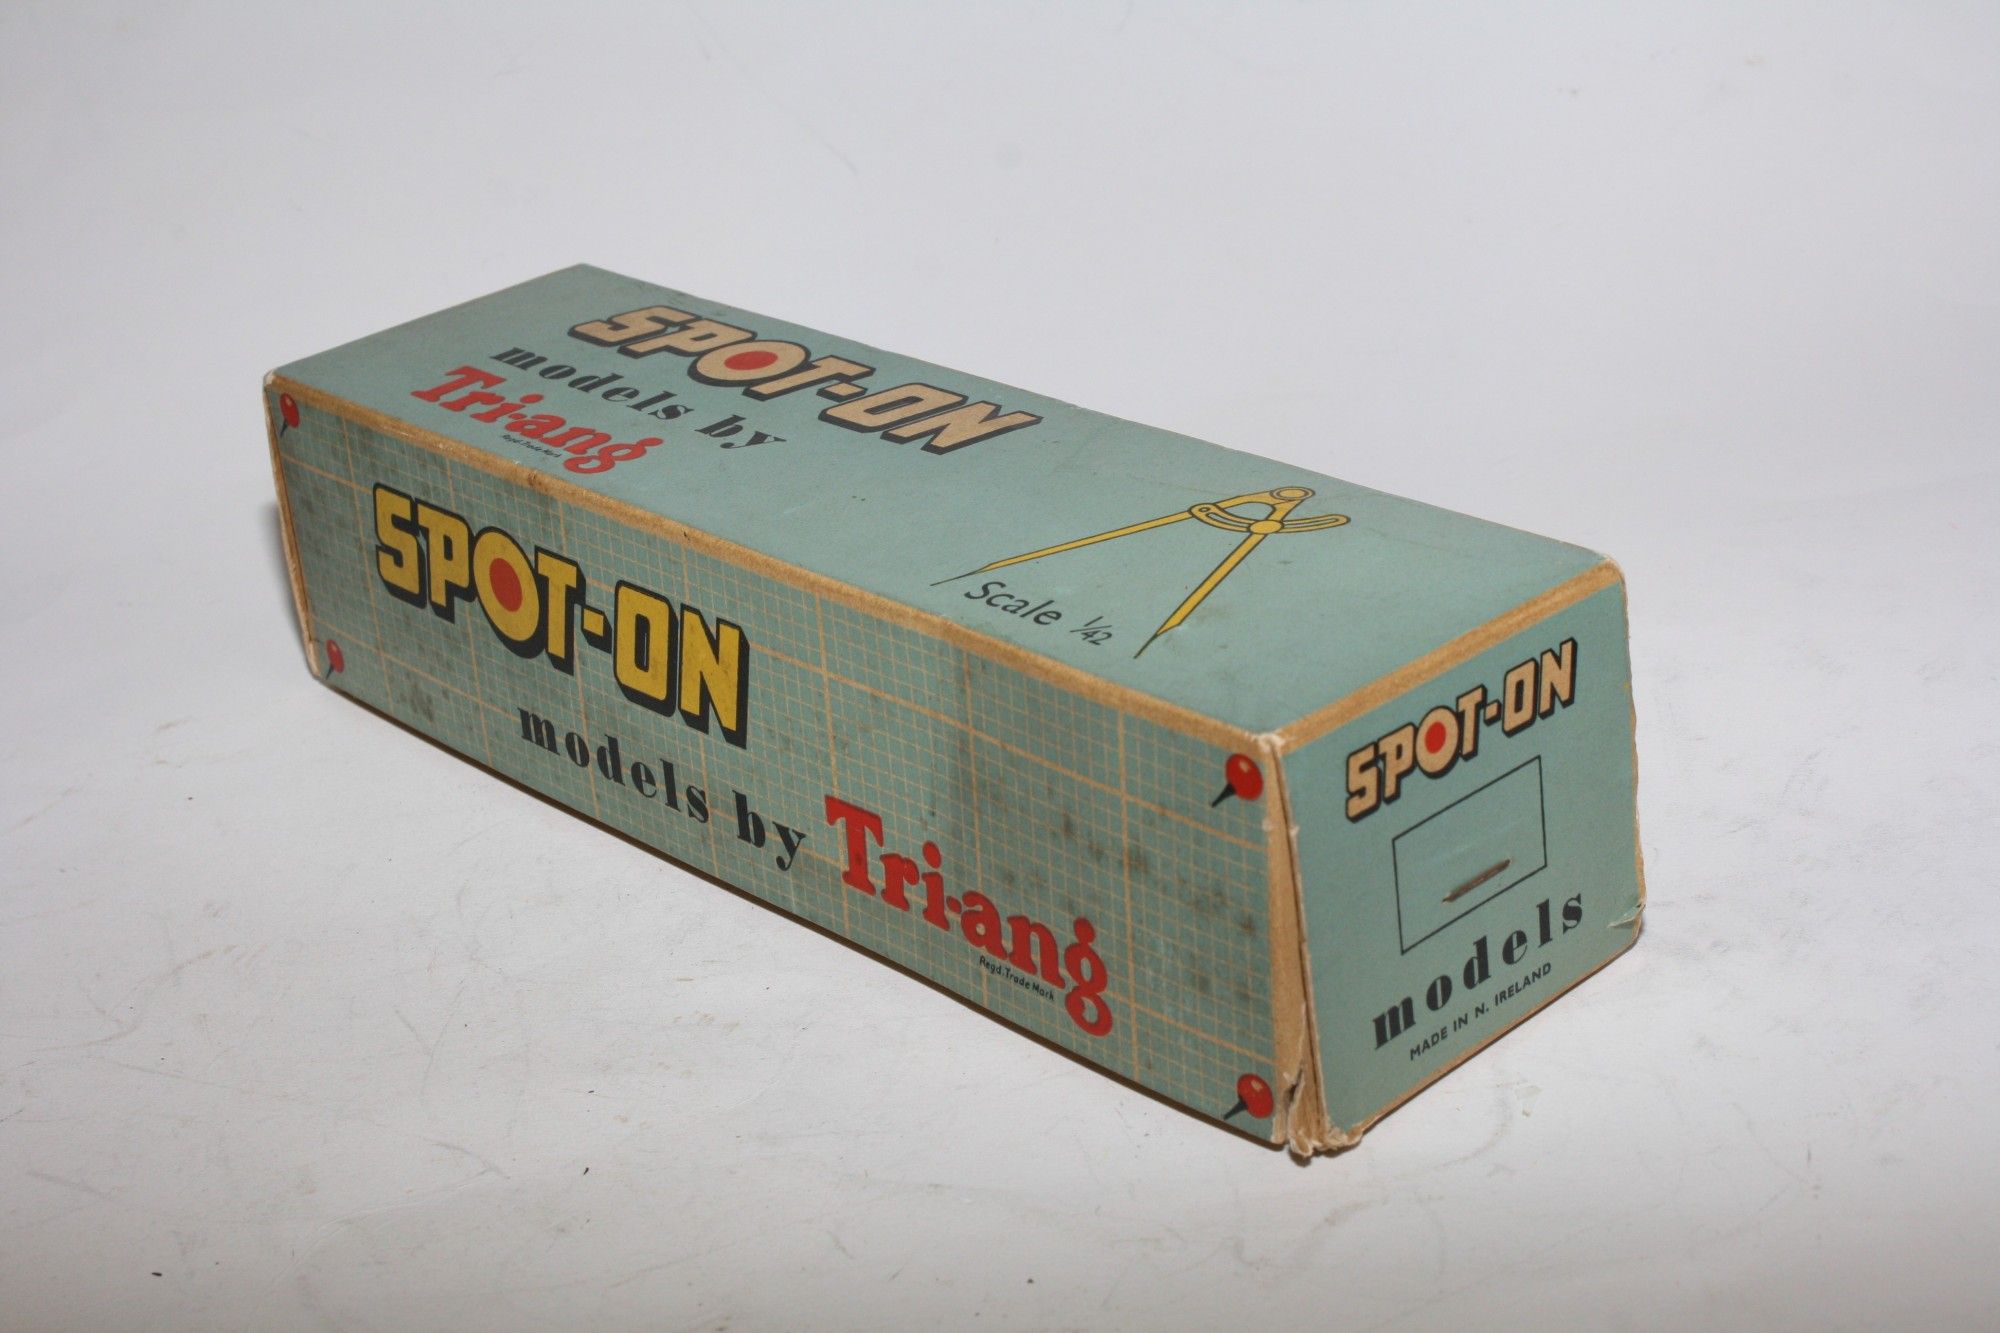 SPOT-ON
models by
Tri-ang
Regd. Trade Mark
Scale 1/42
SPOT-ON
models by Tri-ang
Regd. Trade Mark
SPOT-ON
models
MADE IN N. IRELAND